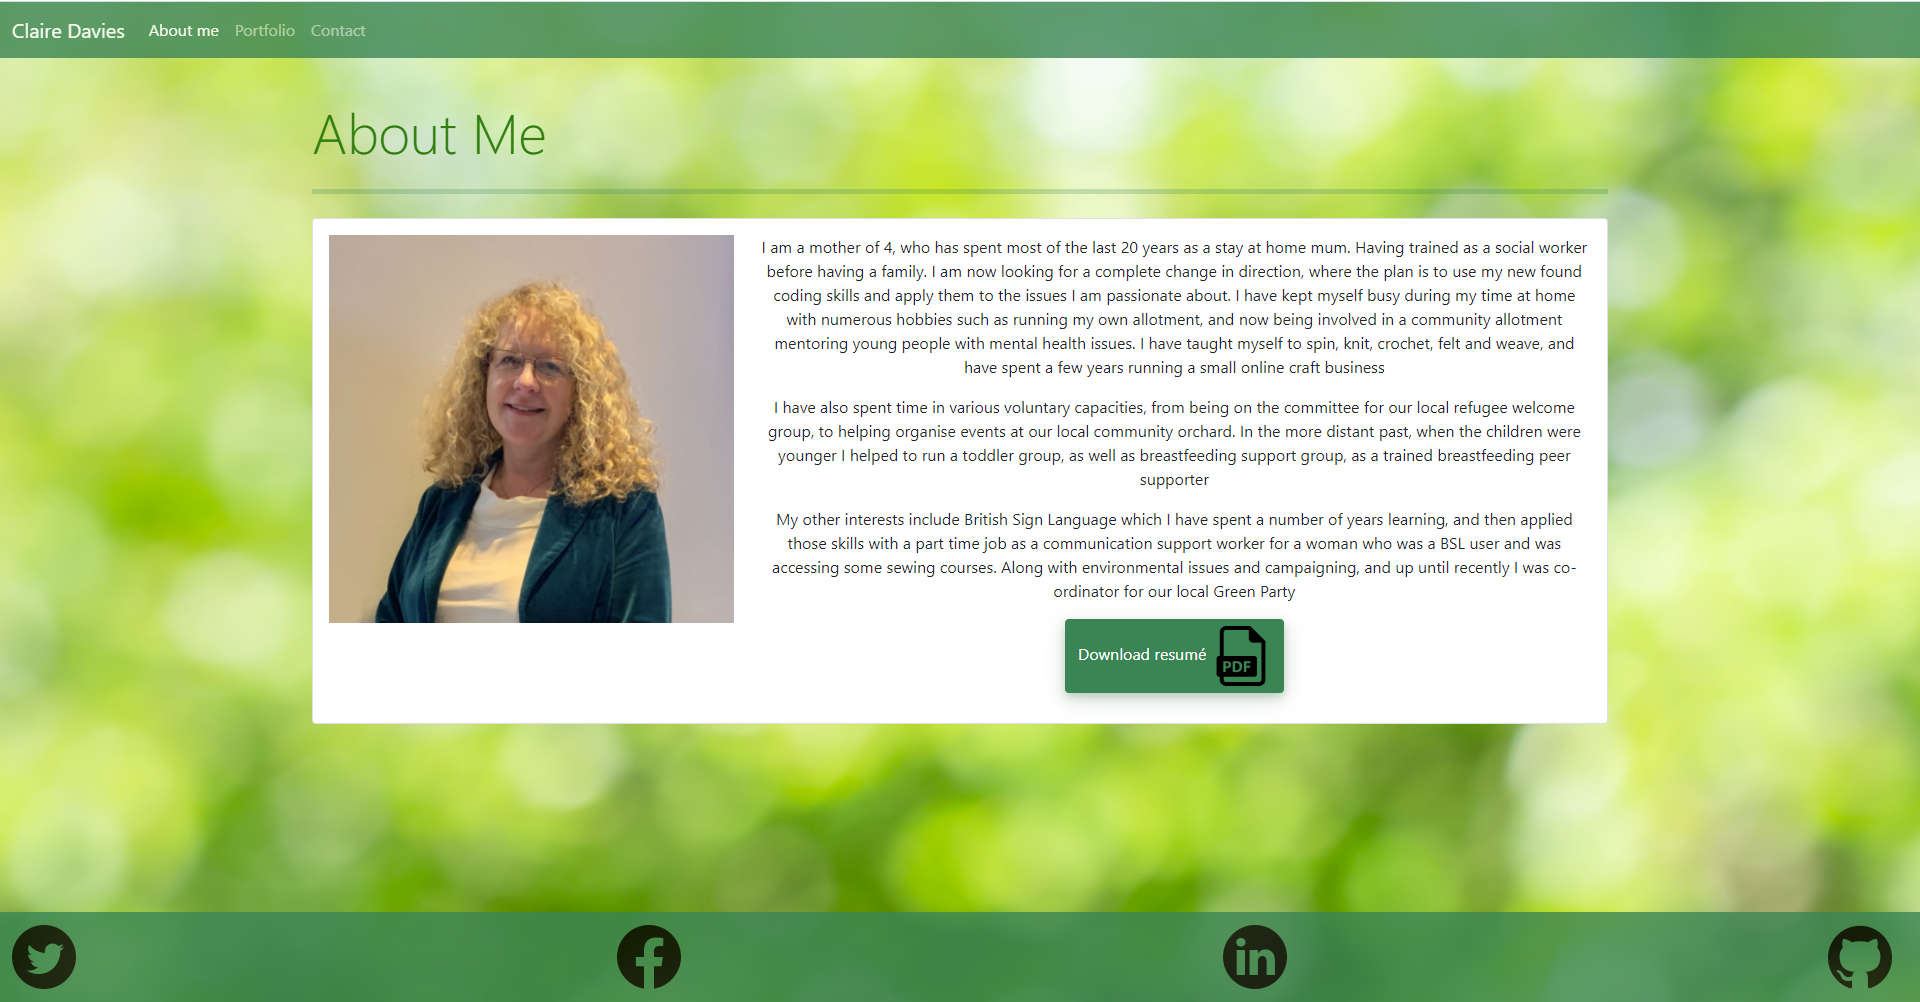 Claire Davies About me Portfolio Contact
About Me
I am a mother of 4, who has spent most of the last 20 years as a stay at home mum. Having trained as a social worker
before having a family. I am now looking for a complete change in direction, where the plan is to use my new found
coding skills and apply them to the issues I am passionate about. I have kept myself busy during my time at home
with numerous hobbies such as running my own allotment, and now being involved in a community allotment
mentoring young people with mental health issues. I have taught myself to spin, knit, crochet, felt and weave, and
have spent a few years running a small online craft business
I have also spent time in various voluntary capacities, from being on the committee for our local refugee welcome
group, to helping organise events at our local community orchard. In the more distant past, when the children were
younger I helped to run a toddler group, as well as breastfeeding support group, as a trained breastfeeding peer
supporter
My other interests include British Sign Language which I have spent a number of years learning, and then applied
those skills with a part time job as a communication support worker for a woman who was a BSL user and was
accessing some sewing courses. Along with environmental issues and campaigning, and up until recently I was co-
ordinator for our local Green Party
Download resumé PDF
in